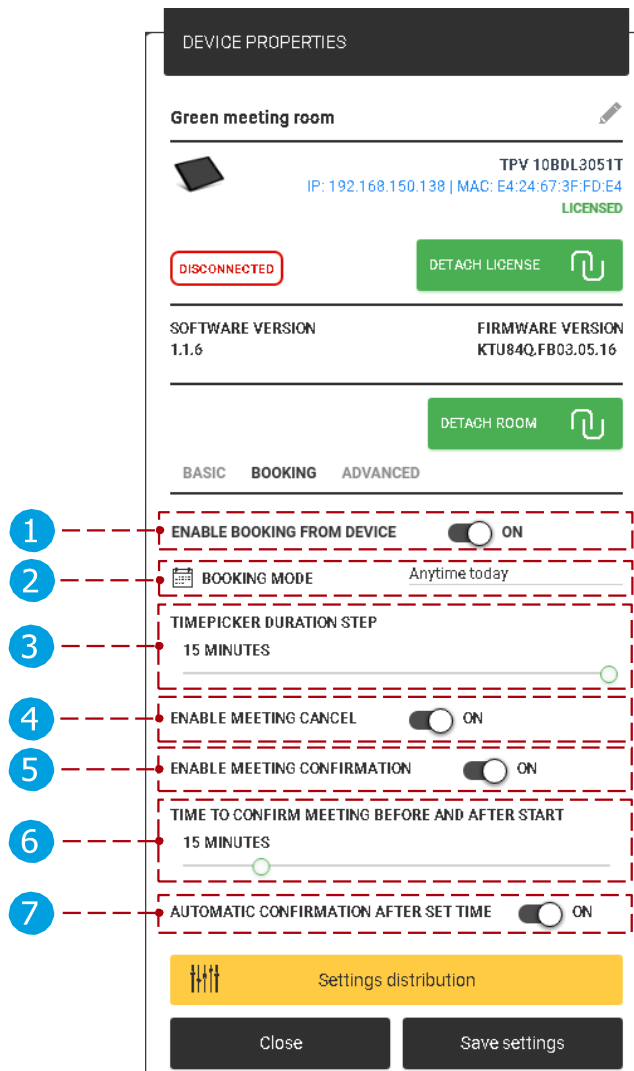 DEVICE PROPERTIES
Green meeting room
TPV 10BDL3051T
IP: 192.168.150.138 | MAC: E4:24:67:3F:FD:E4
LICENSED
DISCONNECTED
DETACH LICENSE
SOFTWARE VERSION
1.1.6
FIRMWARE VERSION
KTU84Q.FB03.05.16
DETACH ROOM
BASIC BOOKING ADVANCED
1 ENABLE BOOKING FROM DEVICE ON
2 BOOKING MODE Anytime today
3 TIMEPICKER DURATION STEP
15 MINUTES
4 ENABLE MEETING CANCEL ON
5 ENABLE MEETING CONFIRMATION ON
6 TIME TO CONFIRM MEETING BEFORE AND AFTER START
15 MINUTES
7 AUTOMATIC CONFIRMATION AFTER SET TIME ON
Settings distribution
Close Save settings